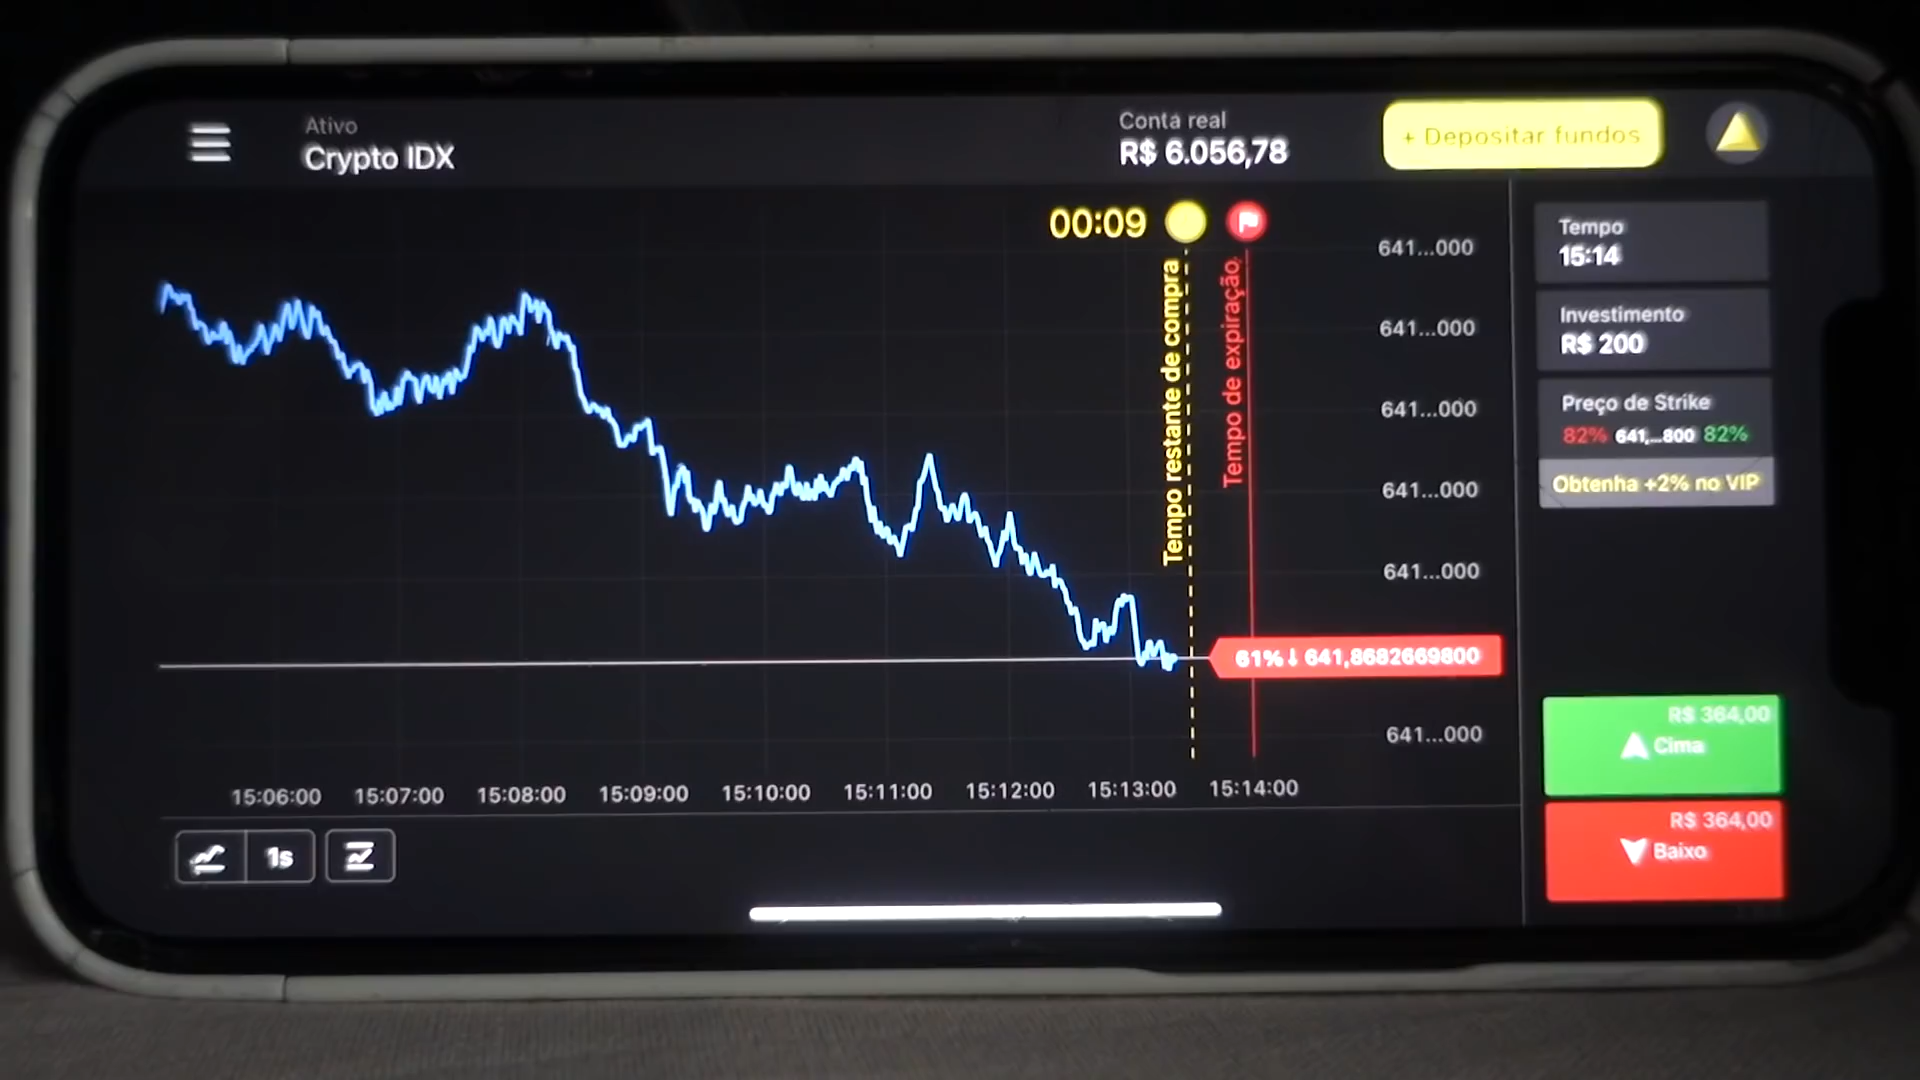 Ativo
Crypto IDX
Conta real
R$ 6.056,78
+ Depositar fundos
00:09
Tempo restante de compra
Tempo de expiração
641...000
641...000
641...000
641...000
641...000
61%↓ 641,8682669800
641...000
15:06:00 15:07:00 15:08:00 15:09:00 15:10:00 15:11:00 15:12:00 15:13:00 15:14:00
1s
Tempo
15:14
Investimento
R$ 200
Preço de Strike
82% 641,...800 82%
Obtenha +2% no VIP
R$ 364,00
Cima
R$ 364,00
Baixo